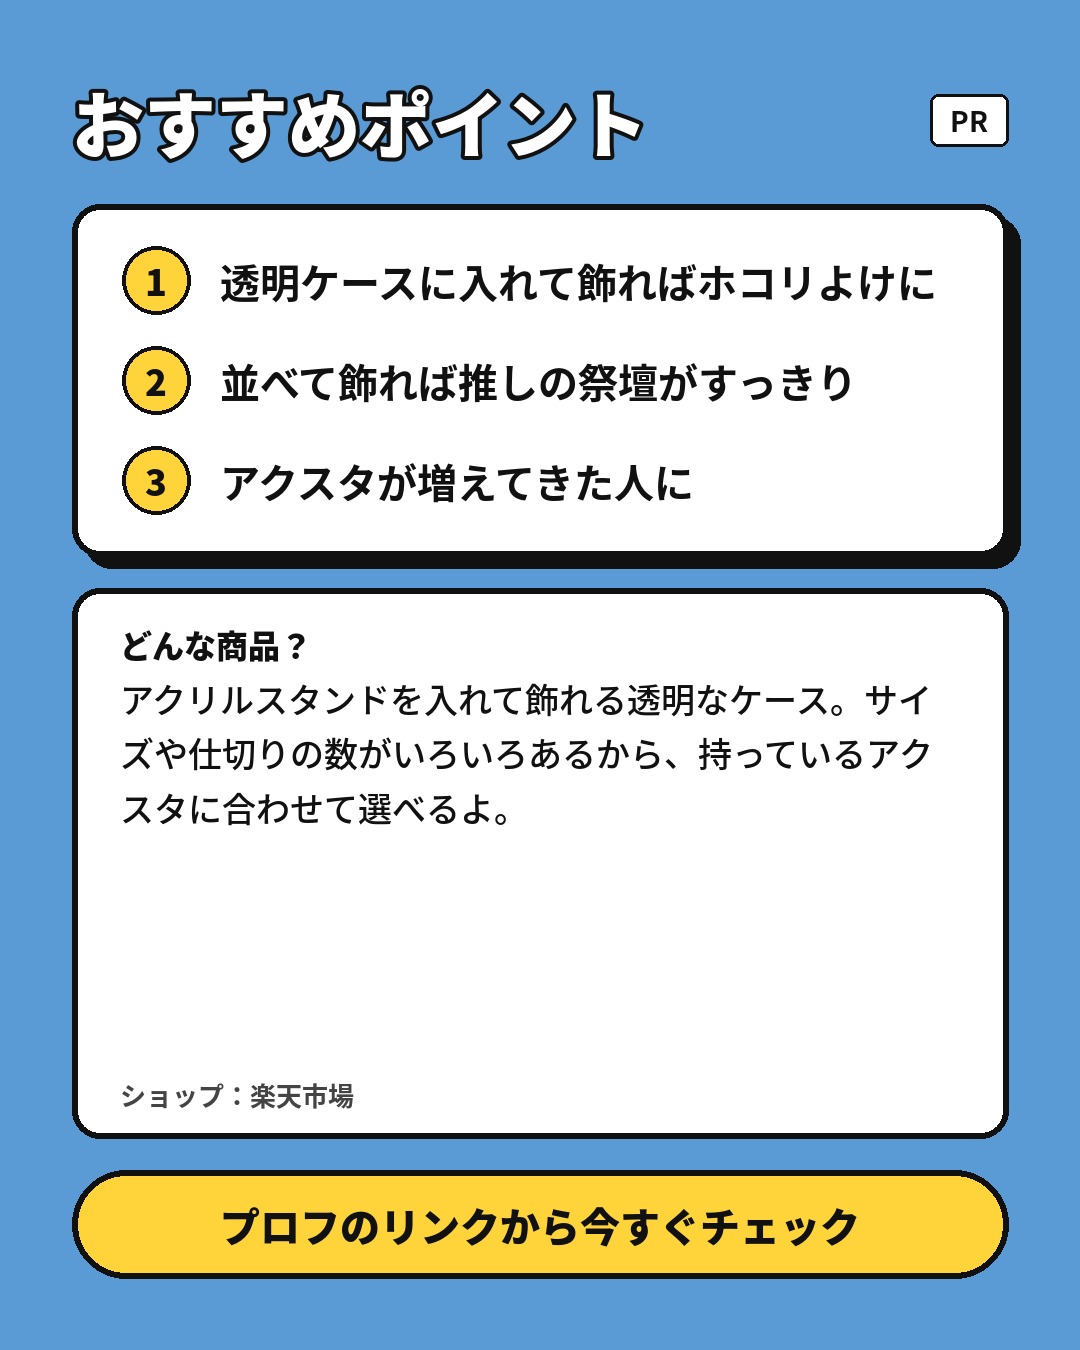 おすすめポイント
PR
1 透明ケースに入れて飾ればホコリよけに
2 並べて飾れば推しの祭壇がすっきり
3 アクスタが増えてきた人に
どんな商品？
アクリルスタンドを入れて飾れる透明なケース。サイ
ズや仕切りの数がいろいろあるから、持っているアク
スタに合わせて選べるよ。
ショップ：楽天市場
プロフのリンクから今すぐチェック